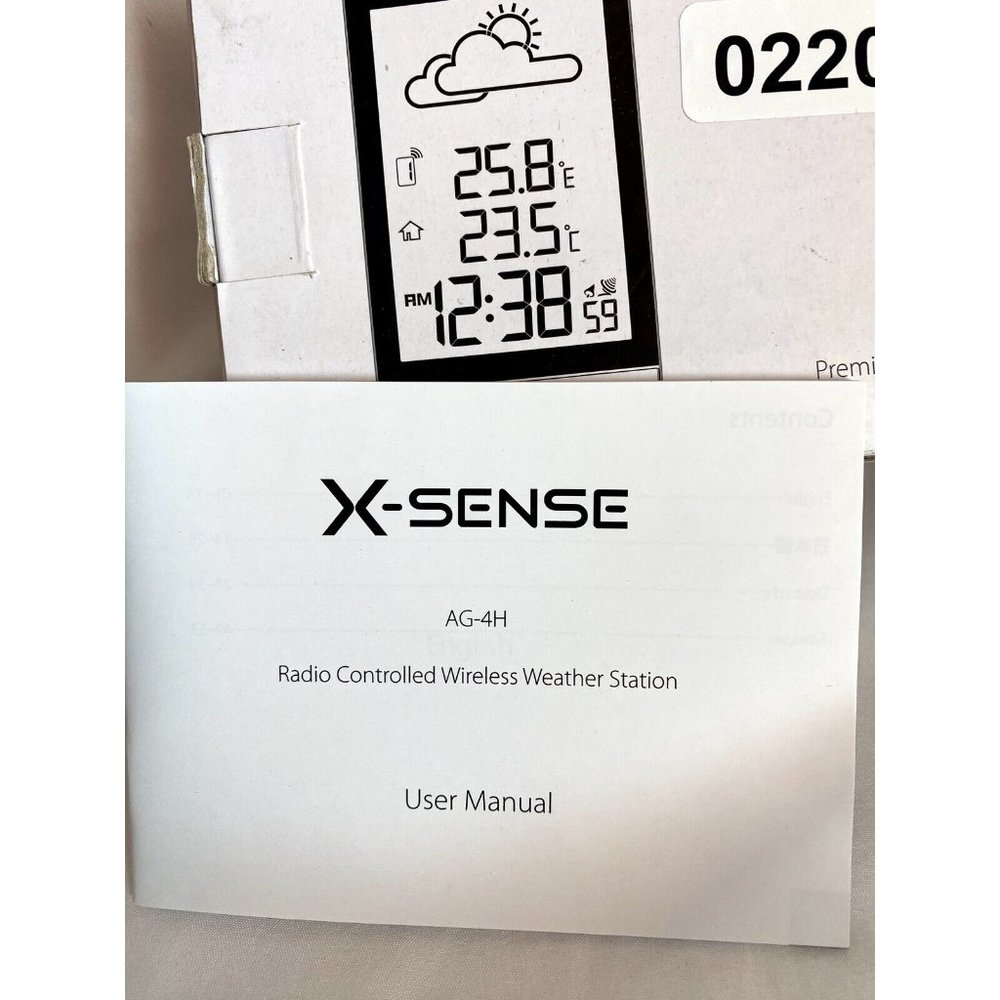 0220
25.8°E
23.5°C
AM 12:38 59
Premi
X-SENSE
AG-4H
Radio Controlled Wireless Weather Station
User Manual